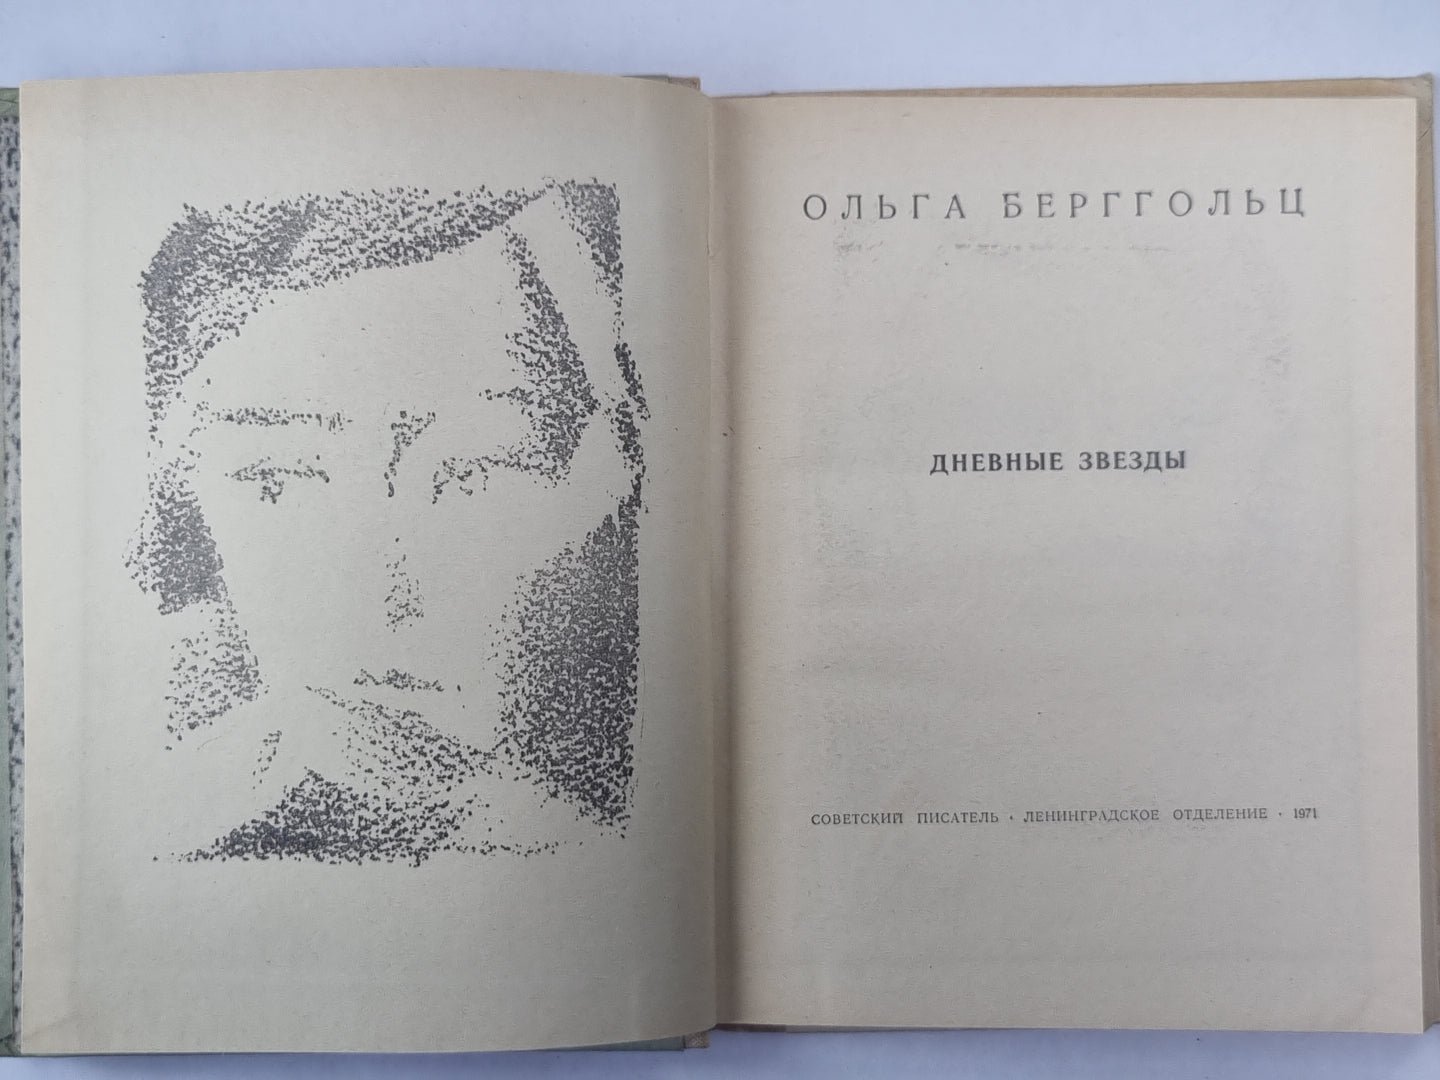 ОЛЬГА БЕРГГОЛЬЦ
ДНЕВНЫЕ ЗВЕЗДЫ
СОВЕТСКИЙ ПИСАТЕЛЬ · ЛЕНИНГРАДСКОЕ ОТДЕЛЕНИЕ · 1971